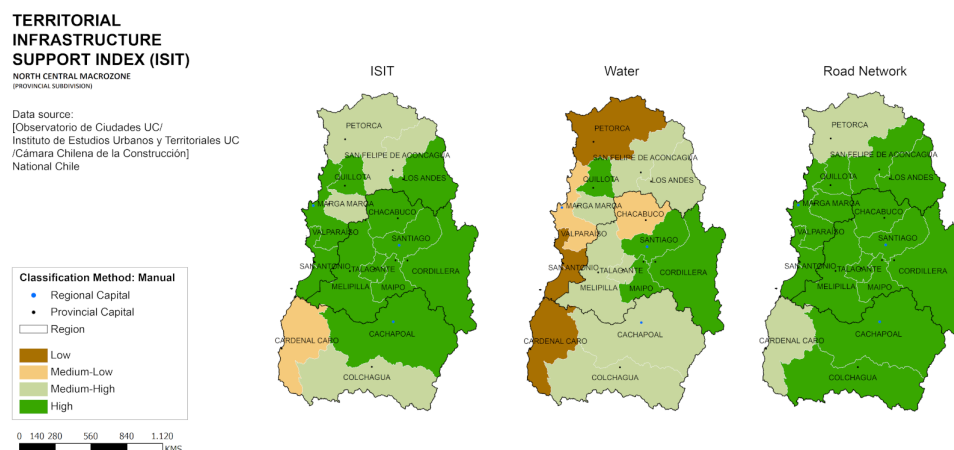 TERRITORIAL
INFRASTRUCTURE
SUPPORT INDEX (ISIT)
NORTH CENTRAL MACROZONE
(PROVINCIAL SUBDIVISION)
Data source:
[Observatorio de Ciudades UC/
Instituto de Estudios Urbanos y Territoriales UC
/Cámara Chilena de la Construcción]
National Chile
Classification Method: Manual
Regional Capital
Provincial Capital
Region
Low
Medium-Low
Medium-High
High
0 140 280 560 840 1.120
KMS
ISIT
PETORCA
SAN FELIPE DE ACONCAGUA
QUILLOTA
LOS ANDES
MARGA MARGA
CHACABUCO
VALPARAISO
SANTIAGO
SAN ANTONIO
TALAGANTE
CORDILLERA
MELIPILLA
MAIPO
CACHAPOAL
CARDENAL CARO
COLCHAGUA
Water
PETORCA
SAN FELIPE DE ACONCAGUA
QUILLOTA
LOS ANDES
MARGA MARGA
CHACABUCO
VALPARAISO
SANTIAGO
SAN ANTONIO
TALAGANTE
CORDILLERA
MELIPILLA
MAIPO
CACHAPOAL
CARDENAL CARO
COLCHAGUA
Road Network
PETORCA
SAN FELIPE DE ACONCAGUA
QUILLOTA
LOS ANDES
MARGA MARGA
CHACABUCO
VALPARAISO
SANTIAGO
SAN ANTONIO
TALAGANTE
CORDILLERA
MELIPILLA
MAIPO
CACHAPOAL
CARDENAL CARO
COLCHAGUA